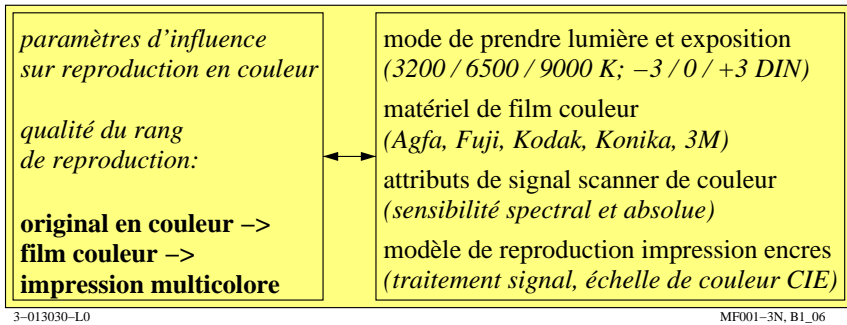 paramètres d'influence
sur reproduction en couleur
qualité du rang
de reproduction:
original en couleur −>
film couleur −>
impression multicolore
mode de prendre lumière et exposition
(3200 / 6500 / 9000 K; −3 / 0 / +3 DIN)
matériel de film couleur
(Agfa, Fuji, Kodak, Konika, 3M)
attributs de signal scanner de couleur
(sensibilité spectral et absolue)
modèle de reproduction impression encres
(traitement signal, échelle de couleur CIE)
3−013030−L0
MF001−3N, B1_06